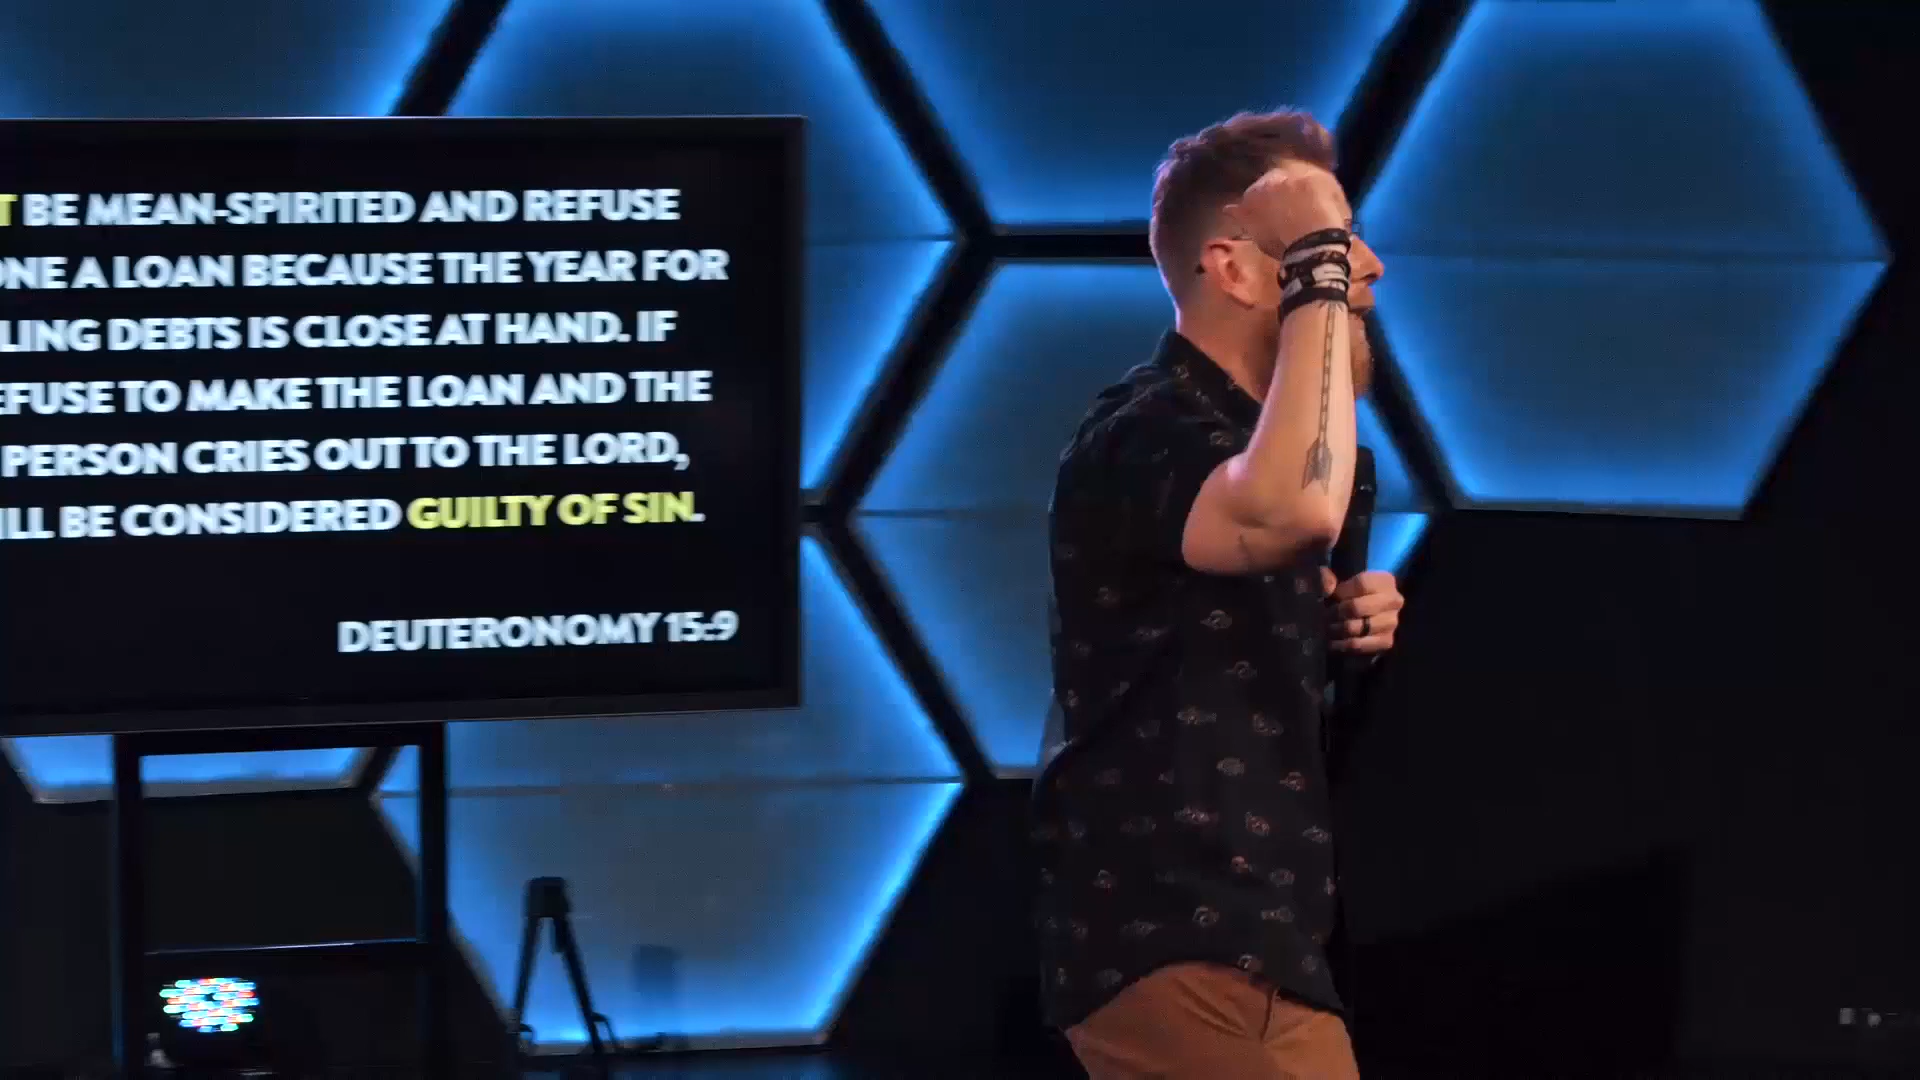 T BE MEAN-SPIRITED AND REFUSE
ONE A LOAN BECAUSE THE YEAR FOR
LING DEBTS IS CLOSE AT HAND. IF
EFUSE TO MAKE THE LOAN AND THE
PERSON CRIES OUT TO THE LORD,
ILL BE CONSIDERED GUILTY OF SIN.
DEUTERONOMY 15:9